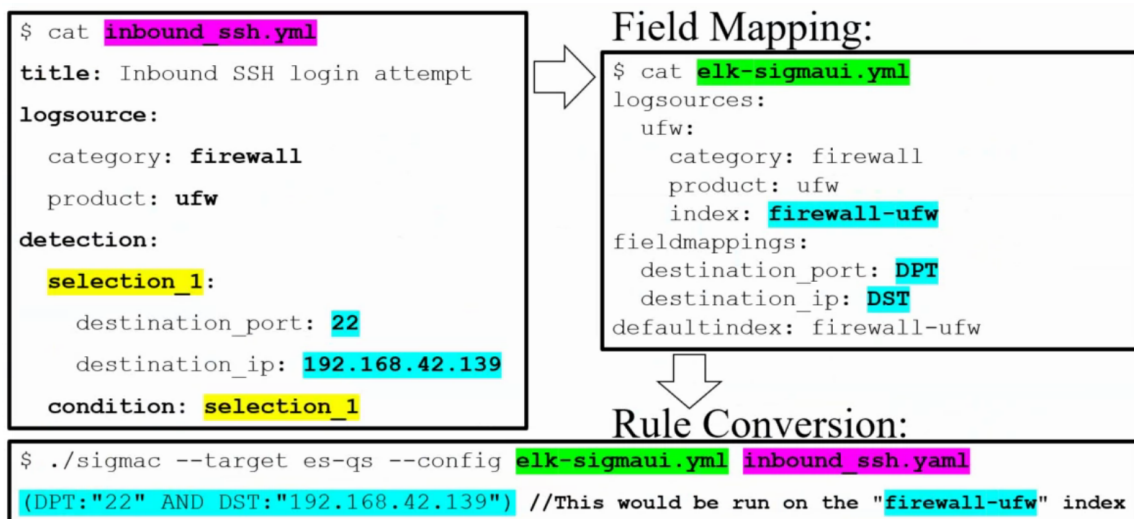 $ cat inbound_ssh.yml
title: Inbound SSH login attempt
logsource:
category: firewall
product: ufw
detection:
selection_1:
destination_port: 22
destination_ip: 192.168.42.139
condition: selection_1
Field Mapping:
$ cat elk-sigmaui.yml
logsources:
ufw:
category: firewall
product: ufw
index: firewall-ufw
fieldmappings:
destination_port: DPT
destination_ip: DST
defaultindex: firewall-ufw
Rule Conversion:
$ ./sigmac --target es-qs --config elk-sigmaui.yml inbound_ssh.yaml
(DPT:"22" AND DST:"192.168.42.139") //This would be run on the "firewall-ufw" index